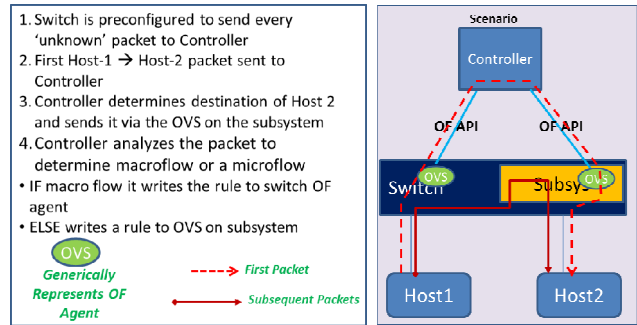 1. Switch is preconfigured to send every
‘unknown’ packet to Controller
2. First Host-1 → Host-2 packet sent to
Controller
3. Controller determines destination of Host 2
and sends it via the OVS on the subsystem
4. Controller analyzes the packet to
determine macroflow or a microflow
• IF macro flow it writes the rule to switch OF
agent
• ELSE writes a rule to OVS on subsystem
OVS
Generically
Represents OF
Agent
First Packet
Subsequent Packets
Scenario
Controller
OF API
OF API
Switch
OVS
Subsys
OVS
Host1
Host2